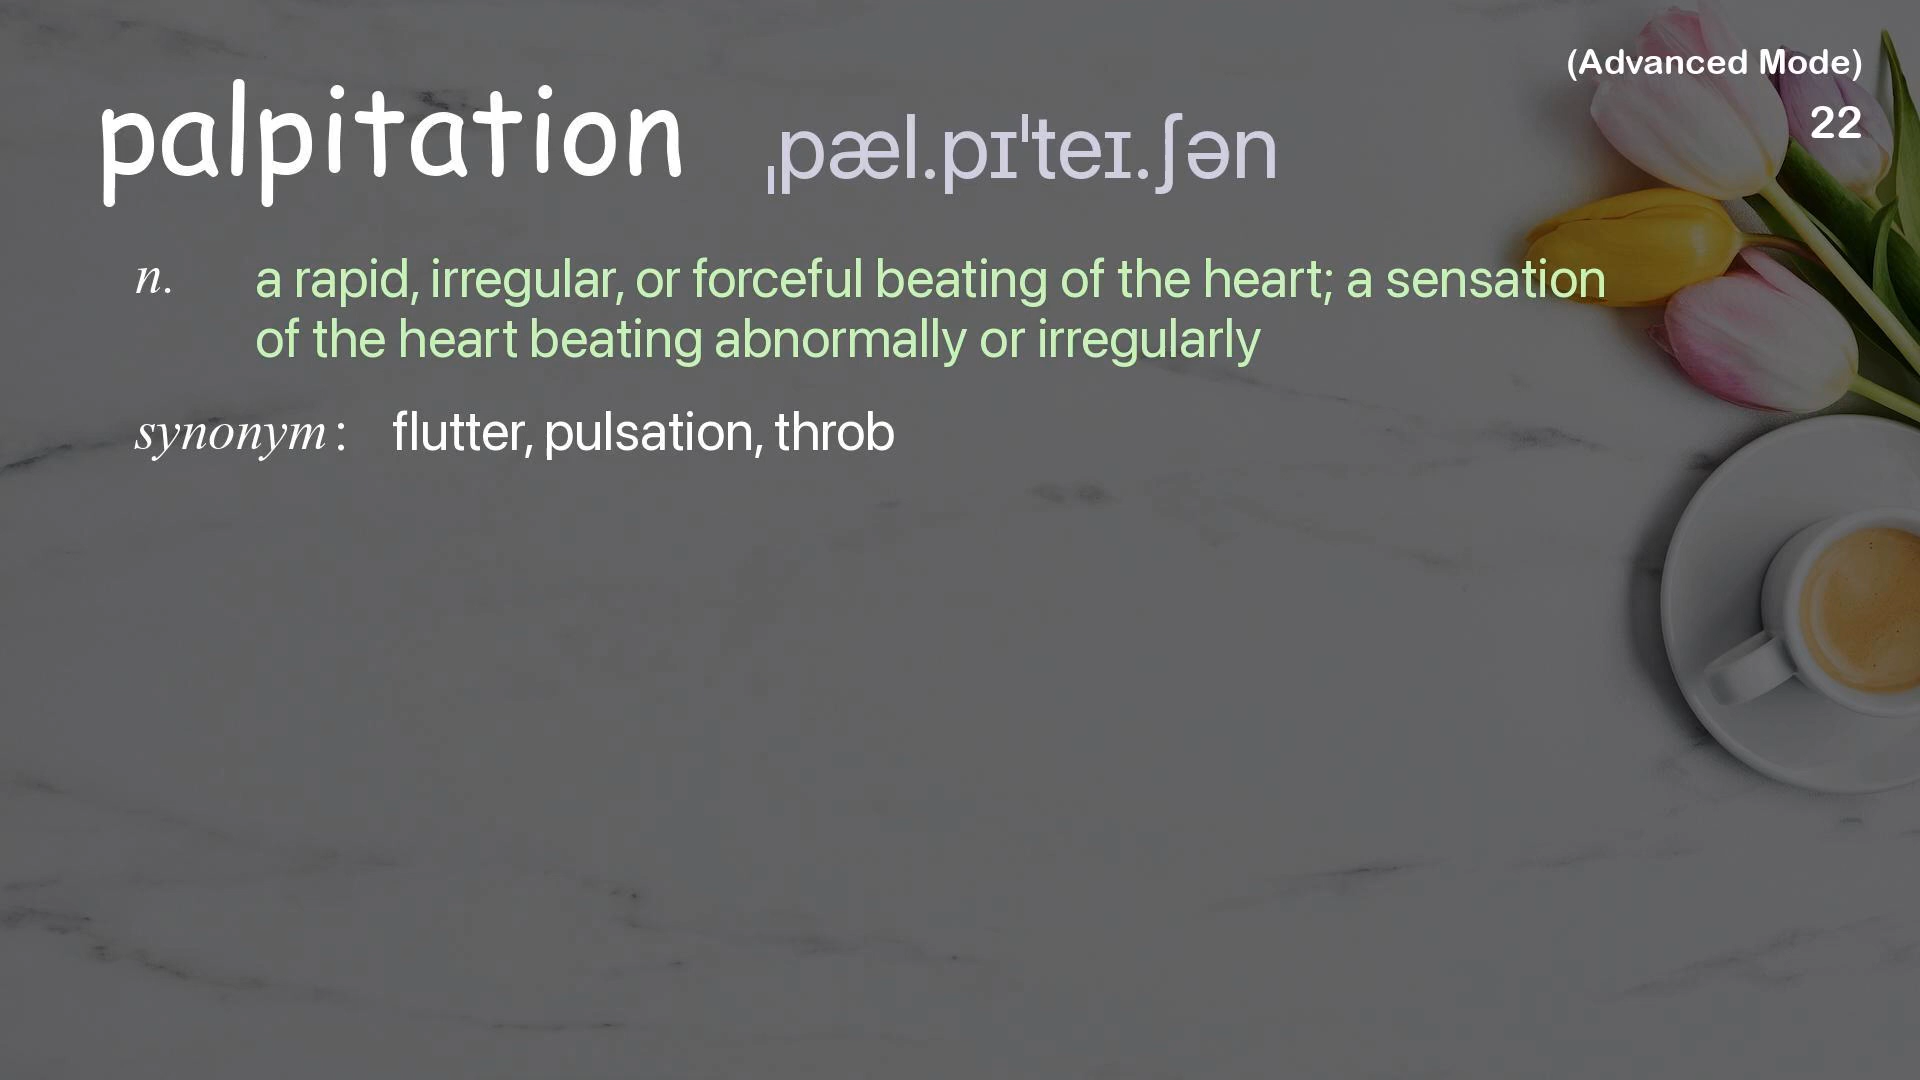 (Advanced Mode)
22
palpitation ˌpæl.pɪˈteɪ.ʃən
n. a rapid, irregular, or forceful beating of the heart; a sensation
of the heart beating abnormally or irregularly
synonym: flutter, pulsation, throb